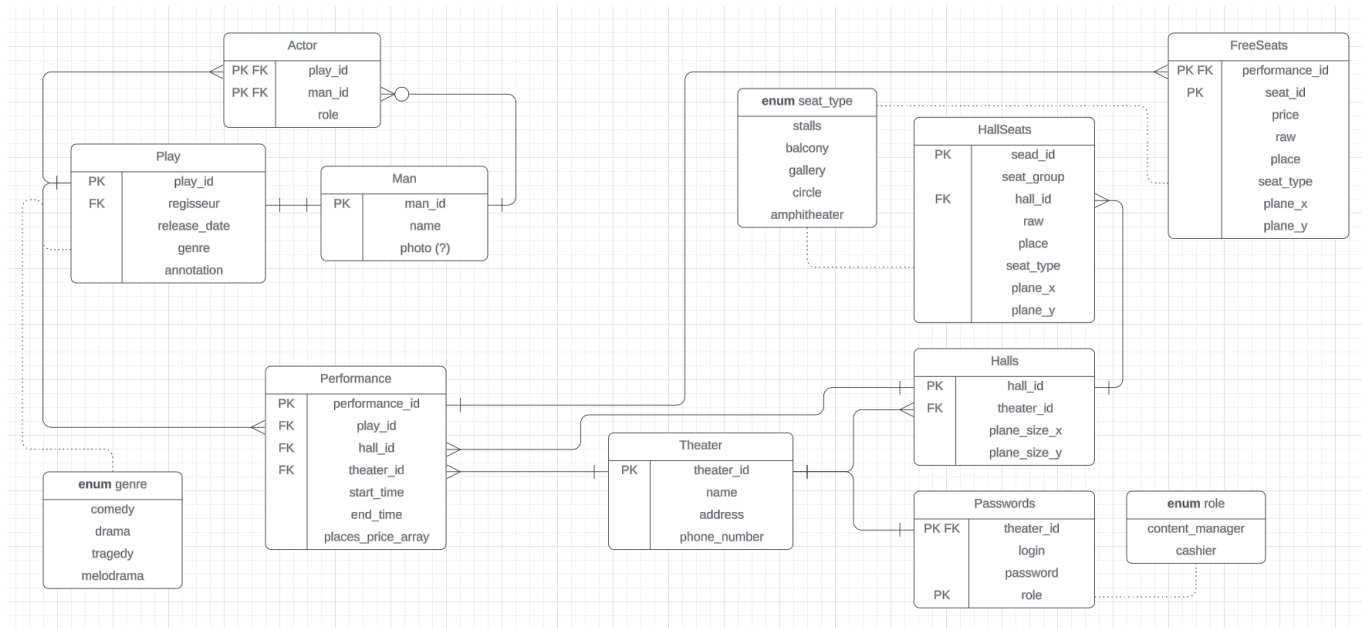 Actor
PK FK play_id
PK FK man_id
role
Play
PK play_id
FK regisseur
release_date
genre
annotation
Man
PK man_id
name
photo (?)
enum seat_type
stalls
balcony
gallery
circle
amphitheater
HallSeats
PK sead_id
seat_group
FK hall_id
raw
place
seat_type
plane_x
plane_y
FreeSeats
PK FK performance_id
PK seat_id
price
raw
place
seat_type
plane_x
plane_y
Performance
PK performance_id
FK play_id
FK hall_id
FK theater_id
start_time
end_time
places_price_array
Halls
PK hall_id
FK theater_id
plane_size_x
plane_size_y
Theater
PK theater_id
name
address
phone_number
enum genre
comedy
drama
tragedy
melodrama
Passwords
PK FK theater_id
login
password
PK role
enum role
content_manager
cashier